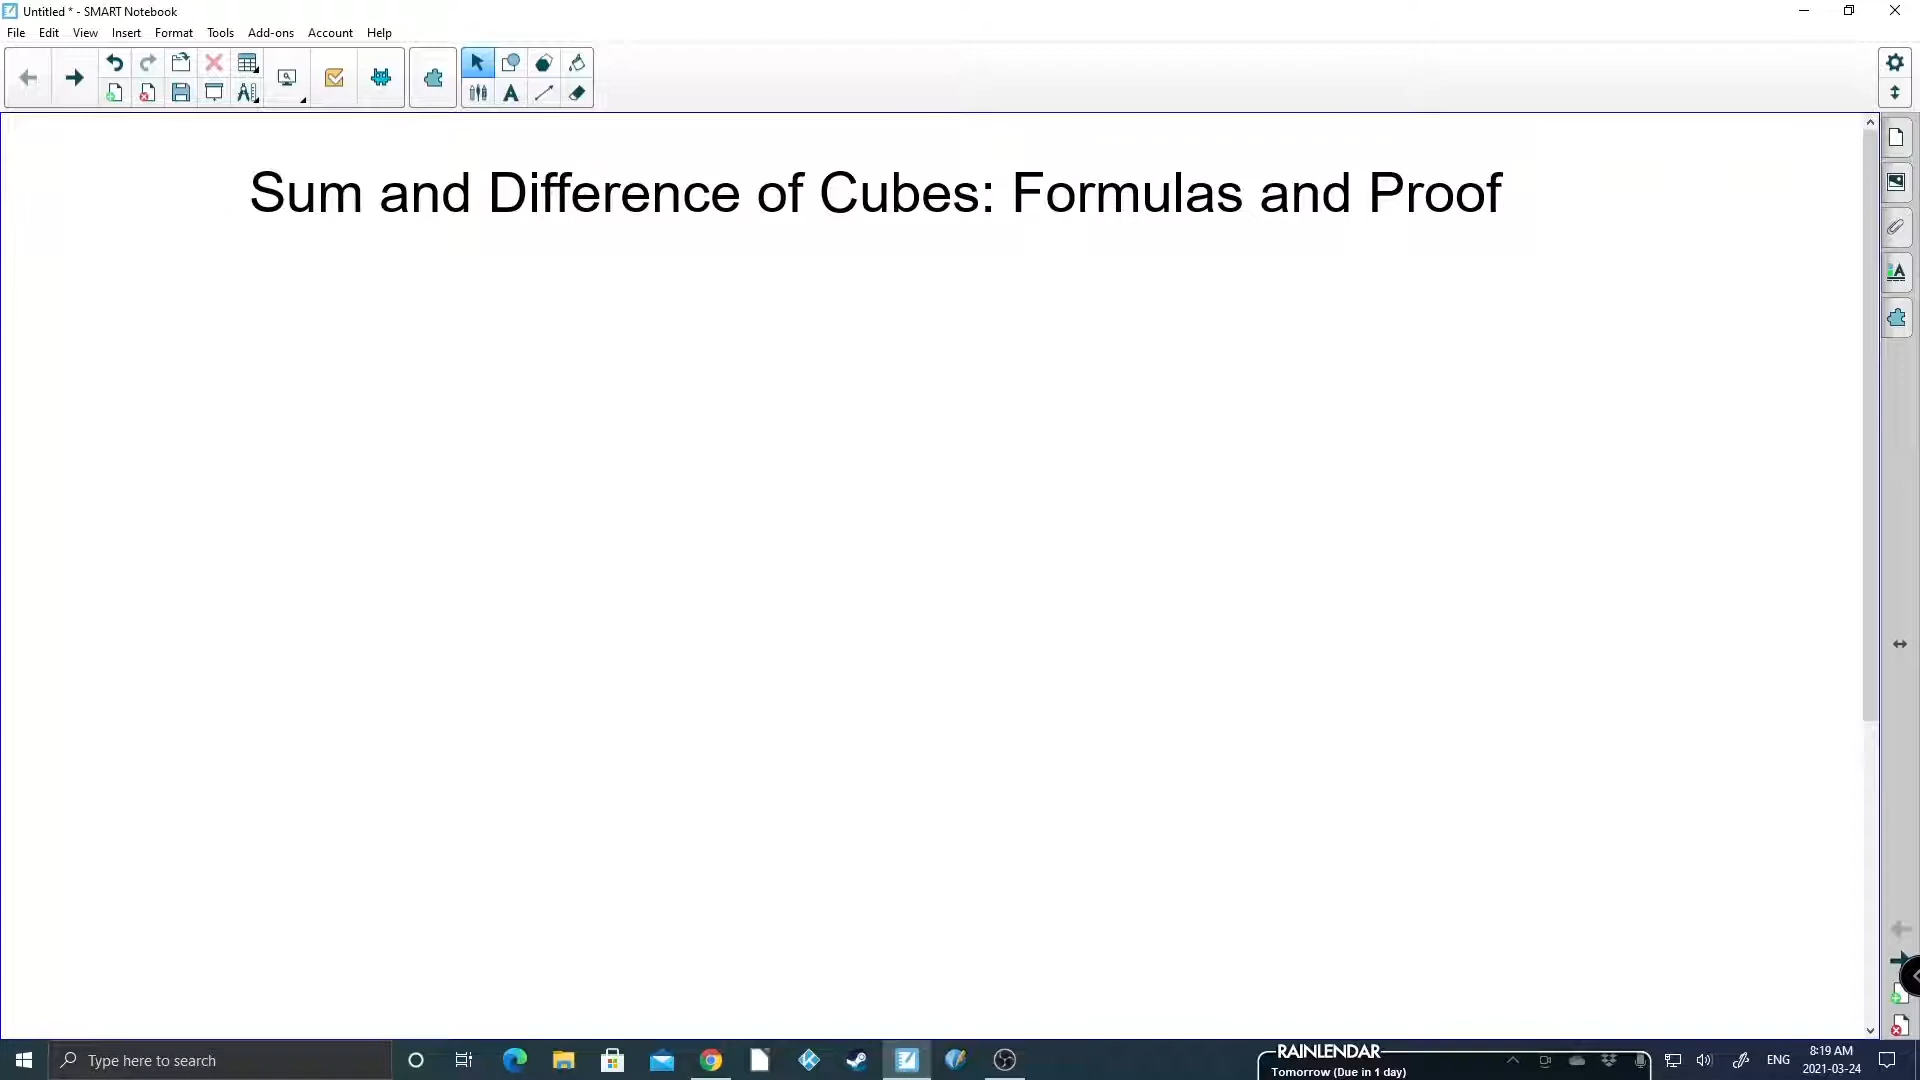 Untitled * - SMART Notebook
File Edit View Insert Format Tools Add-ons Account Help
Sum and Difference of Cubes: Formulas and Proof
Type here to search
RAINLENDAR
Tomorrow (Due in 1 day)
ENG
8:19 AM
2021-03-24